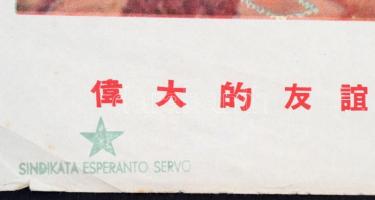 偉大的友誼
SINDIKATA ESPERANTO SERVO